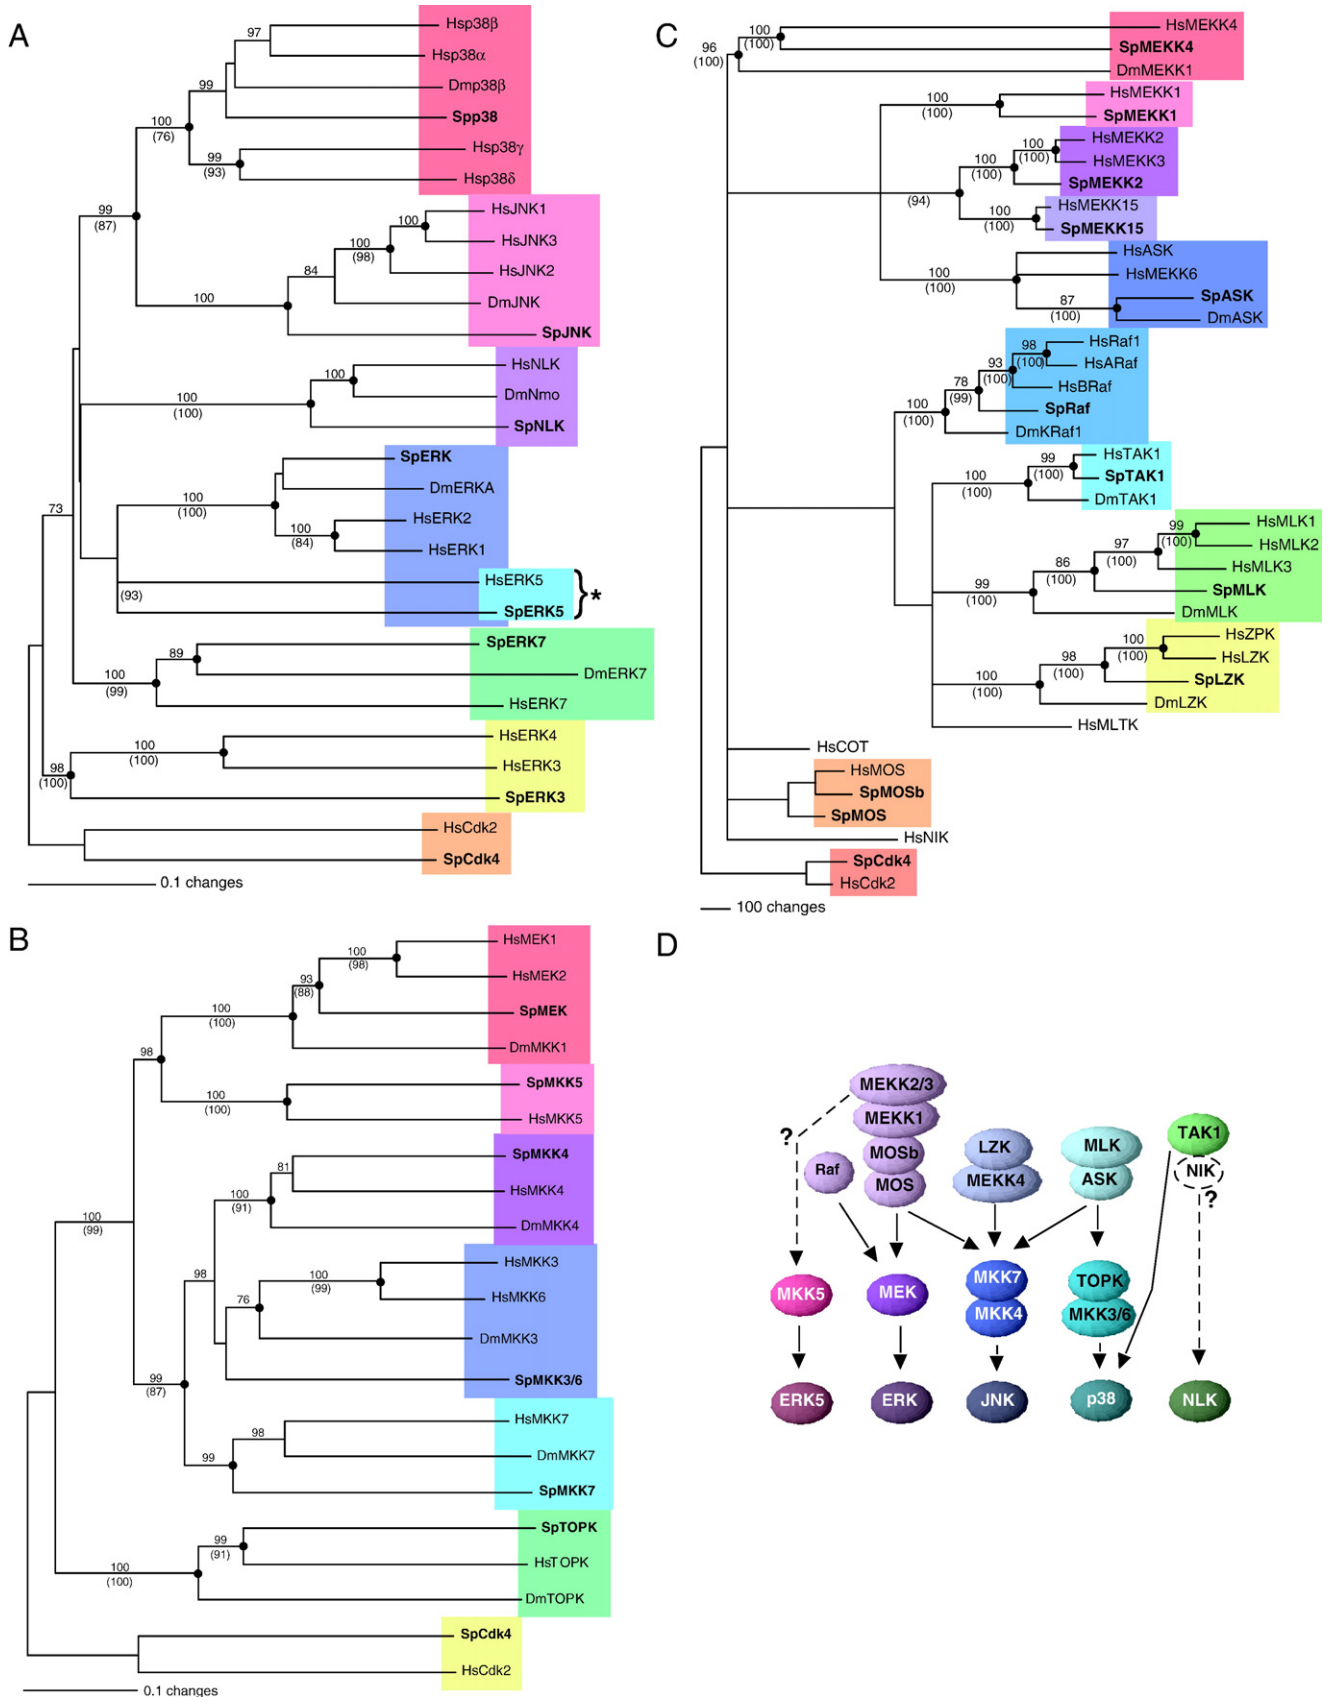 A
Hsp38β
97
Hsp38α
99
Dmp38β
Spp38
100
(76)
Hsp38γ
99
(93)
Hsp38δ
99
(87)
HsJNK1
100
HsJNK3
100
(98)
HsJNK2
84
DmJNK
100
SpJNK
HsNLK
100
DmNmo
100
(100)
SpNLK
SpERK
DmERKA
100
(100)
HsERK2
100
(84)
HsERK1
73
HsERK5
(93)
*
SpERK5
SpERK7
89
DmERK7
100
(99)
HsERK7
HsERK4
100
(100)
HsERK3
98
(100)
SpERK3
HsCdk2
SpCdk4
0.1 changes
B
HsMEK1
100
(98)
HsMEK2
93
(88)
SpMEK
100
(100)
DmMKK1
98
SpMKK5
100
(100)
HsMKK5
SpMKK4
81
HsMKK4
100
(91)
DmMKK4
100
(99)
HsMKK3
100
(99)
HsMKK6
98
76
DmMKK3
SpMKK3/6
99
(87)
HsMKK7
98
DmMKK7
99
SpMKK7
SpTOPK
99
(91)
HsTOPK
100
(100)
DmTOPK
SpCdk4
HsCdk2
0.1 changes
C
HsMEKK4
100
(100)
SpMEKK4
96
(100)
DmMEKK1
HsMEKK1
100
(100)
SpMEKK1
HsMEKK2
100
(100)
HsMEKK3
100
(100)
SpMEKK2
(94)
HsMEKK15
100
(100)
SpMEKK15
HsASK
100
(100)
HsMEKK6
87
(100)
SpASK
DmASK
HsRaf1
98
(100)
HsARaf
93
(100)
HsBRaf
78
(99)
SpRaf
100
(100)
DmKRaf1
HsTAK1
99
(100)
SpTAK1
100
(100)
DmTAK1
HsMLK1
99
(100)
HsMLK2
97
(100)
HsMLK3
86
(100)
SpMLK
99
(100)
DmMLK
HsZPK
100
(100)
HsLZK
98
(100)
SpLZK
100
(100)
DmLZK
HsMLTK
HsCOT
HsMOS
SpMOSb
SpMOS
HsNIK
SpCdk4
HsCdk2
100 changes
D
MEKK2/3
MEKK1
MOSb
MOS
Raf
?
LZK
MEKK4
MLK
ASK
TAK1
NIK
?
MKK5
MEK
MKK7
MKK4
TOPK
MKK3/6
ERK5
ERK
JNK
p38
NLK